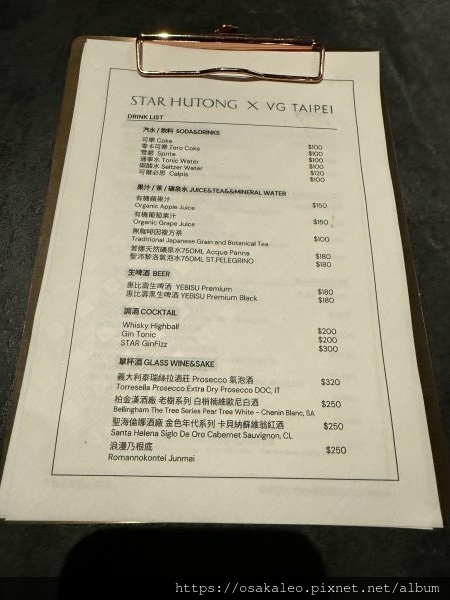 STAR HUTONG X VG TAIPEI
DRINK LIST
汽水 / 飲料 SODA&DRINKS
可樂 Coke $100
零卡可樂 Zero Coke $100
雪碧 Sprite $100
通寧水 Tonic Water $100
Seltzer Water $120
可爾必思 Calpis $100
果汁 / 茶 / 礦泉水 JUICE&TEA&&MINERAL WATER
有機蘋果汁
Organic Apple Juice $150
有機葡萄果汁
Organic Grape Juice $150
無咖啡因複方茶
Traditional Japanese Grain and Botanical Tea $100
普娜天然礦泉水750ML Acqua Panna $180
聖沛黎洛氣泡水750ML ST.PELEGRINO $180
生啤酒 BEER
惠比壽生啤酒 YEBISU Premium $180
惠比壽黑生啤酒 YEBISU Premium Black $180
調酒 COCKTAIL
Whisky Highball $200
Gin Tonic $200
STAR GinFizz $300
單杯酒 GLASS WINE&SAKE
義大利泰瑞絲拉酒莊 Prosecco 氣泡酒 $320
Torresella Prosecco Extra Dry Prosecco DOC, IT
柏金漢酒廠 老樹系列 白梢楠維歐尼白酒 $250
Bellingham The Tree Series Pear Tree White - Chenin Blanc, SA
聖海倫娜酒廠 金色年代系列 卡貝納蘇維翁紅酒 $250
Santa Helena Siglo De Oro Cabernet Sauvignon, CL
浪漫乃根底 $250
Romannokontei Junmai
https://osakaleo.pixnet.net/album